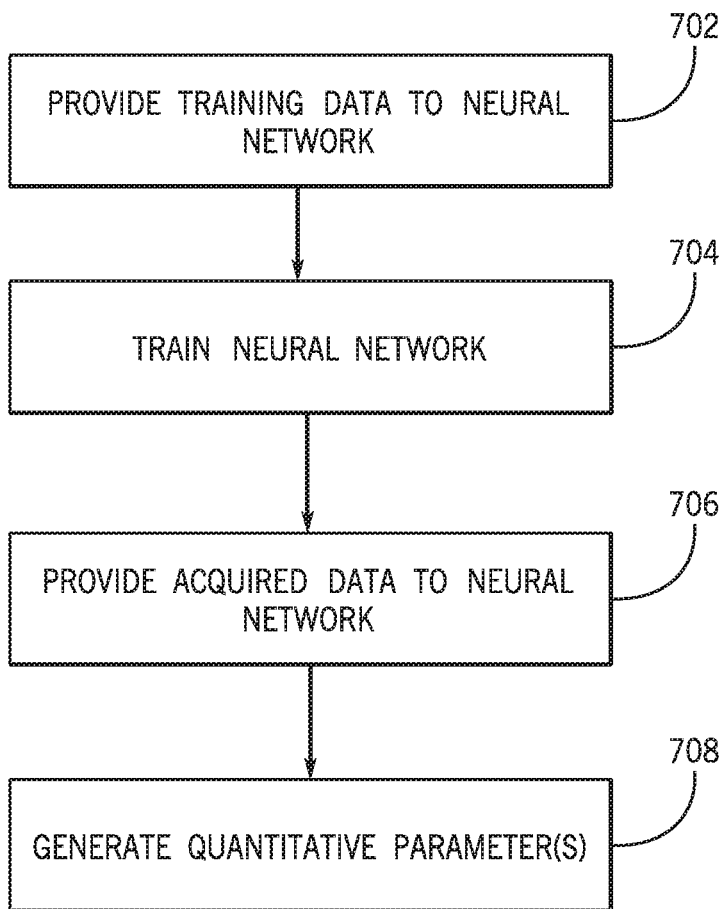 702
PROVIDE TRAINING DATA TO NEURAL
NETWORK
704
TRAIN NEURAL NETWORK
706
PROVIDE ACQUIRED DATA TO NEURAL
NETWORK
708
GENERATE QUANTITATIVE PARAMETER(S)